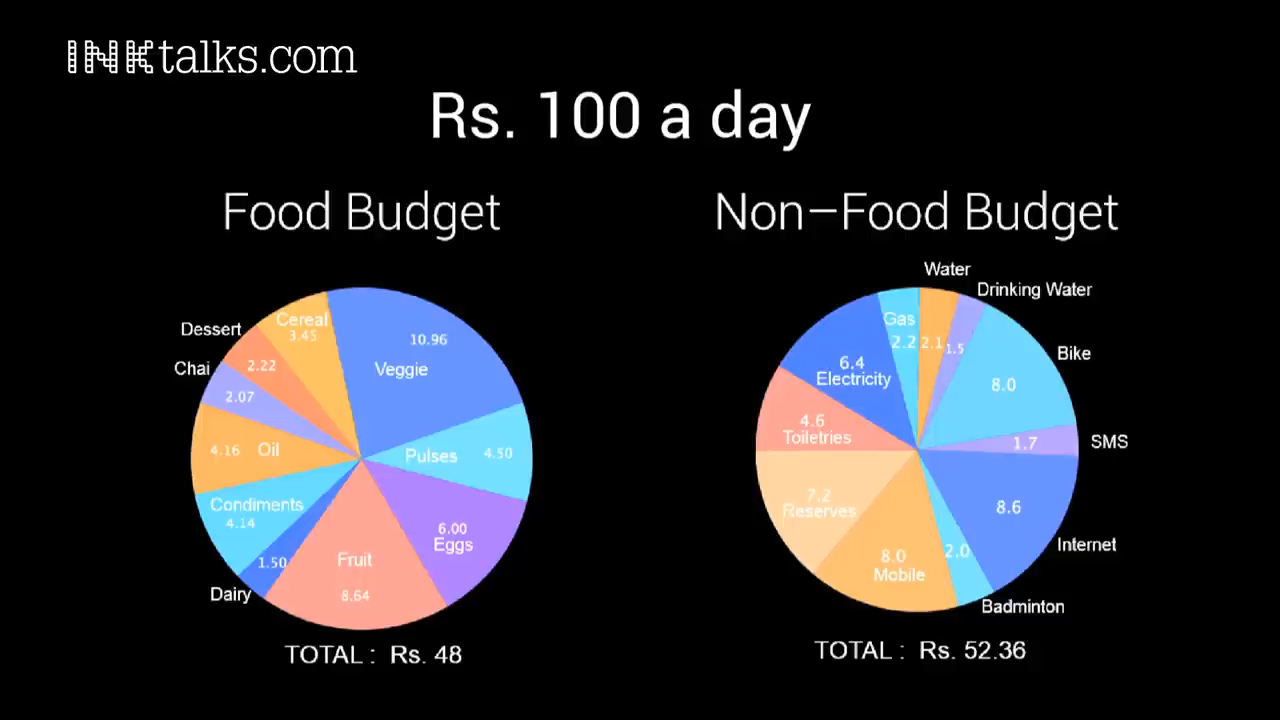 INKtalks.com
Rs. 100 a day
Food Budget
Non–Food Budget
Cereal
3.45
Dessert
2.22
Chai
2.07
4.16 Oil
Condiments
4.14
1.50
Dairy
10.96
Veggie
Pulses 4.50
6.00
Eggs
Fruit
8.64
TOTAL : Rs. 48
Water
2.1
Drinking Water
1.5
Gas
2.2
Bike
8.0
6.4
Electricity
SMS
1.7
4.6
Toiletries
7.2
Reserves
8.6
Internet
8.0
Mobile
2.0
Badminton
TOTAL : Rs. 52.36